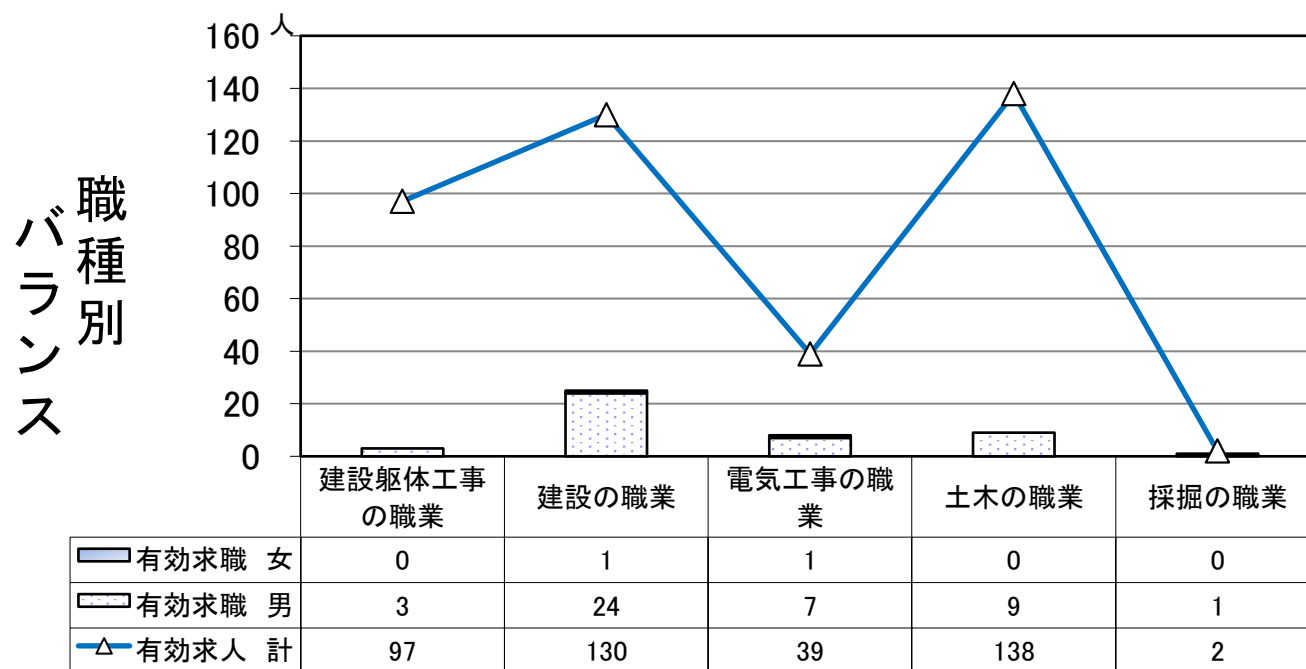 職種別
バランス
人
160
140
120
100
80
60
40
20
0
建設躯体工事の職業 建設の職業 電気工事の職業 土木の職業 採掘の職業
有効求職 女 0 1 1 0 0
有効求職 男 3 24 7 9 1
有効求人 計 97 130 39 138 2